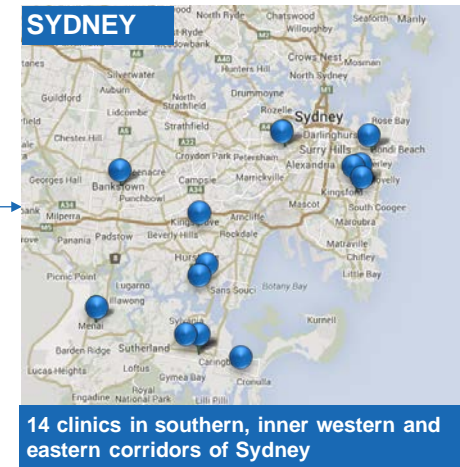 SYDNEY
North Ryde
Chatswood
Seaforth
Manly
Willoughby
Crows Nest
Mosman
Hunters Hill
North Sydney
Silverwater
Auburn
North
Strathfield
Drummoyne
Guildford
Lidcombe
Rozelle
Sydney
Rose Bay
Strathfield
Darlinghurst
Chester Hill
Surry Hills
Bondi Beach
Croydon Park
Petersham
Alexandria
Georges Hall
Bankstown
Campsie
Marrickville
Punchbowl
Kingsford
Milperra
Mascot
South Coogee
Kingsgrove
Arncliffe
Maroubra
Panania
Padstow
Beverly Hills
Rockdale
Matraville
Chifley
Picnic Point
Little Bay
Lugarno
Sans Souci
Botany Bay
Illawong
Menai
Sylvania
Kurnell
Barden Ridge
Sutherland
Lucas Heights
Loftus
Gymea Bay
Cronulla
Royal
National Park
Engadine
Lilli Pilli
14 clinics in southern, inner western and
eastern corridors of Sydney